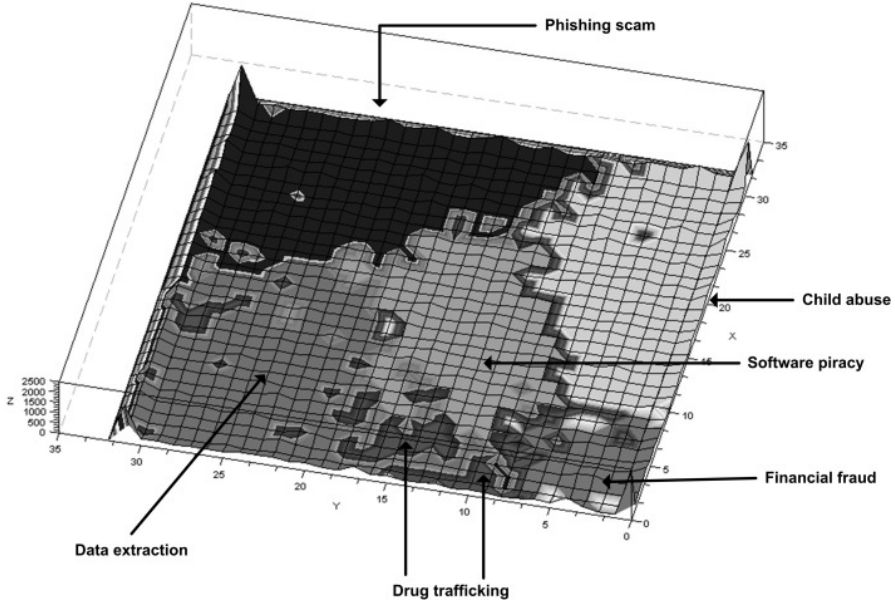 Phishing scam
35
30
25
Child abuse
20
X
Software piracy
15
10
2500
2000
1500
1000
500
0
Z
5
Financial fraud
35
30
25
20
Y
15
10
5
0
0
Data extraction
Drug trafficking